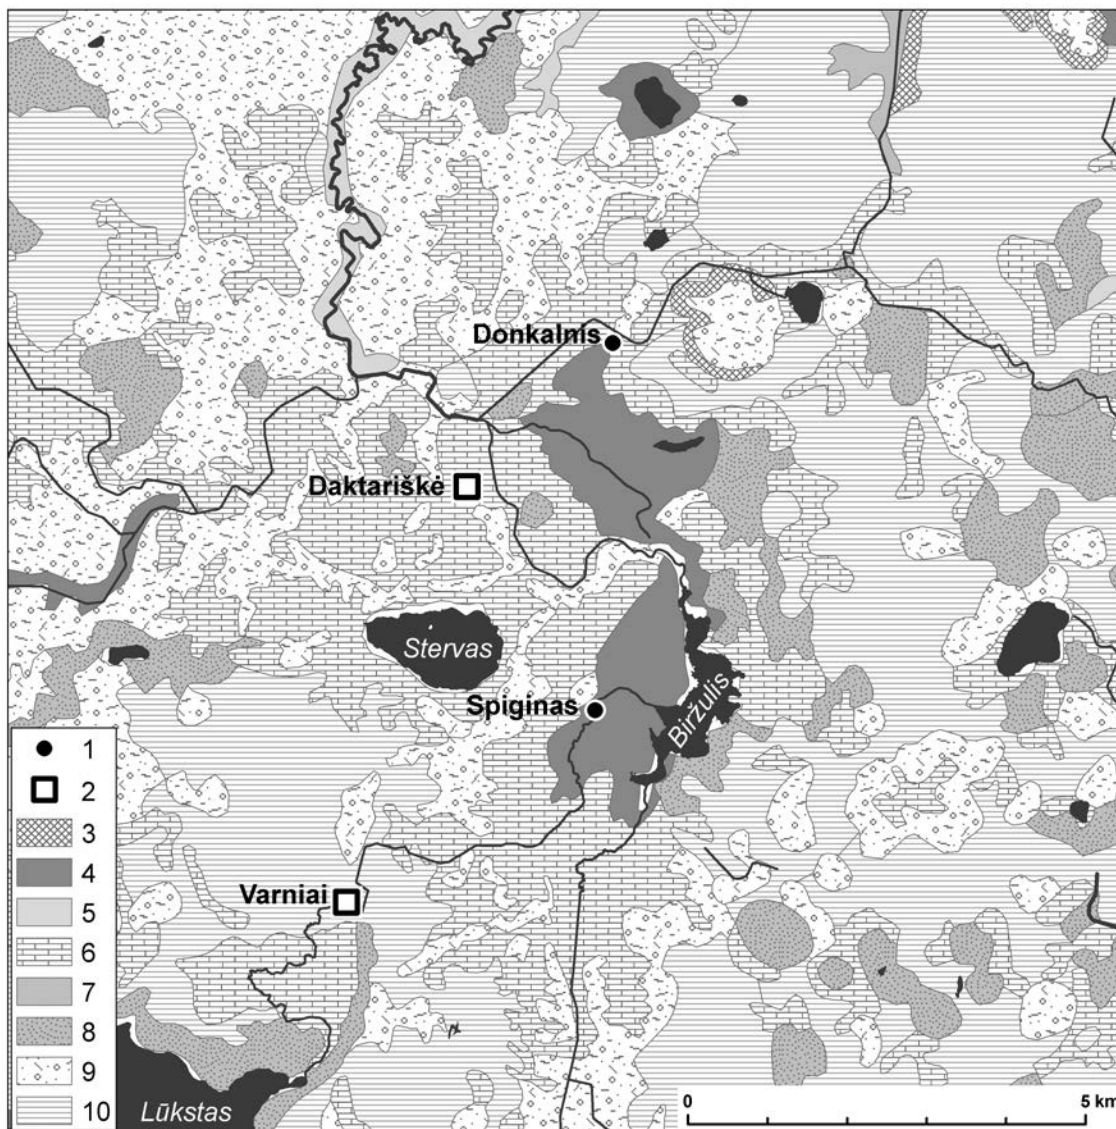 Donkalnis
Daktariškė
Stervas
Spiginas
Biržulis
Varniai
Lūkstas
1
2
3
4
5
6
7
8
9
10
0 5 km